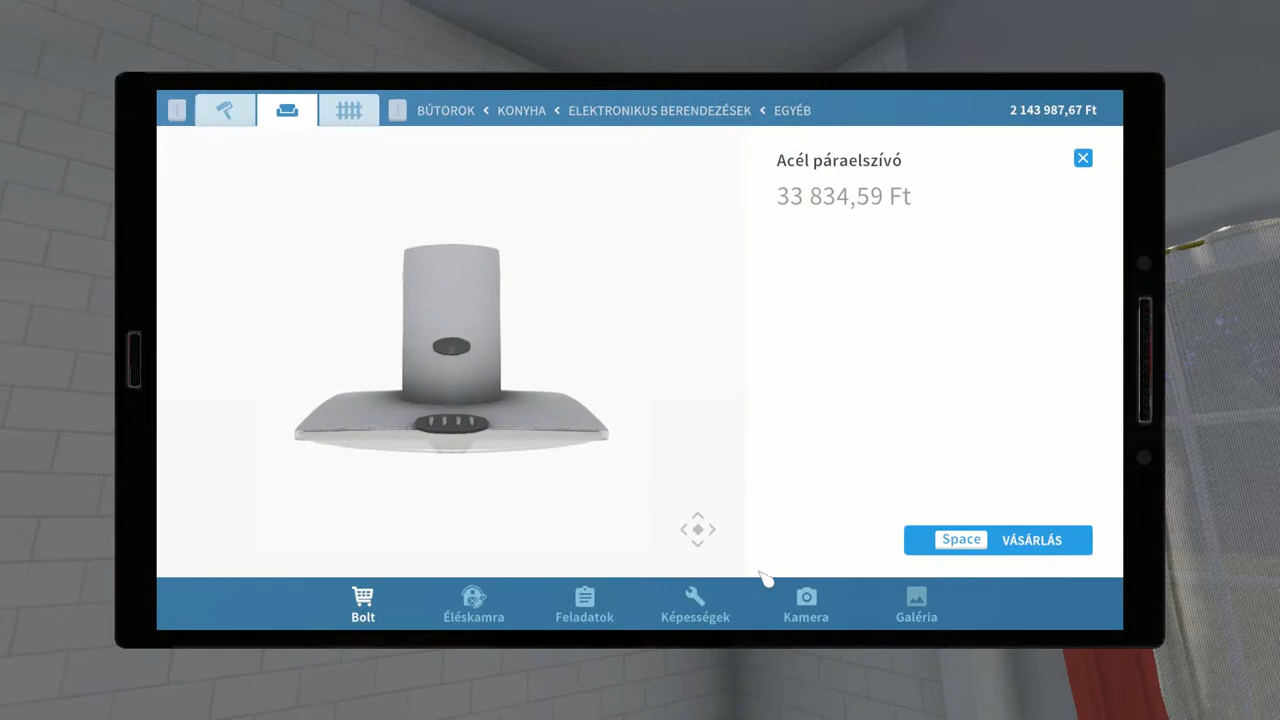 BÚTOROK < KONYHA < ELEKTRONIKUS BERENDEZÉSEK < EGYÉB
2 143 987,67 Ft
Acél páraelszívó
33 834,59 Ft
Space VÁSÁRLÁS
Bolt
Éléskamra
Feladatok
Képességek
Kamera
Galéria